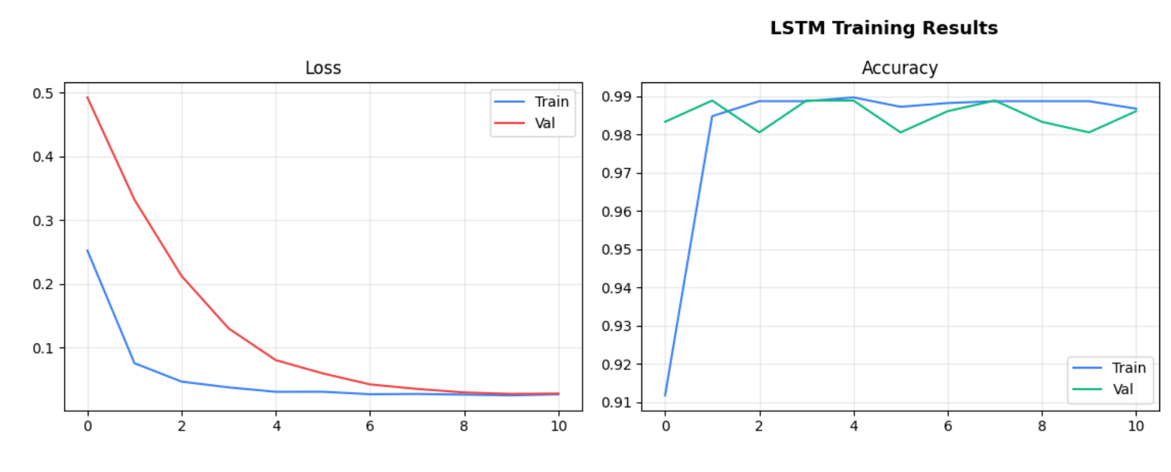 LSTM Training Results
Loss
0.5
0.4
0.3
0.2
0.1
0 2 4 6 8 10
Train
Val
Accuracy
0.99
0.98
0.97
0.96
0.95
0.94
0.93
0.92
0.91
0 2 4 6 8 10
Train
Val